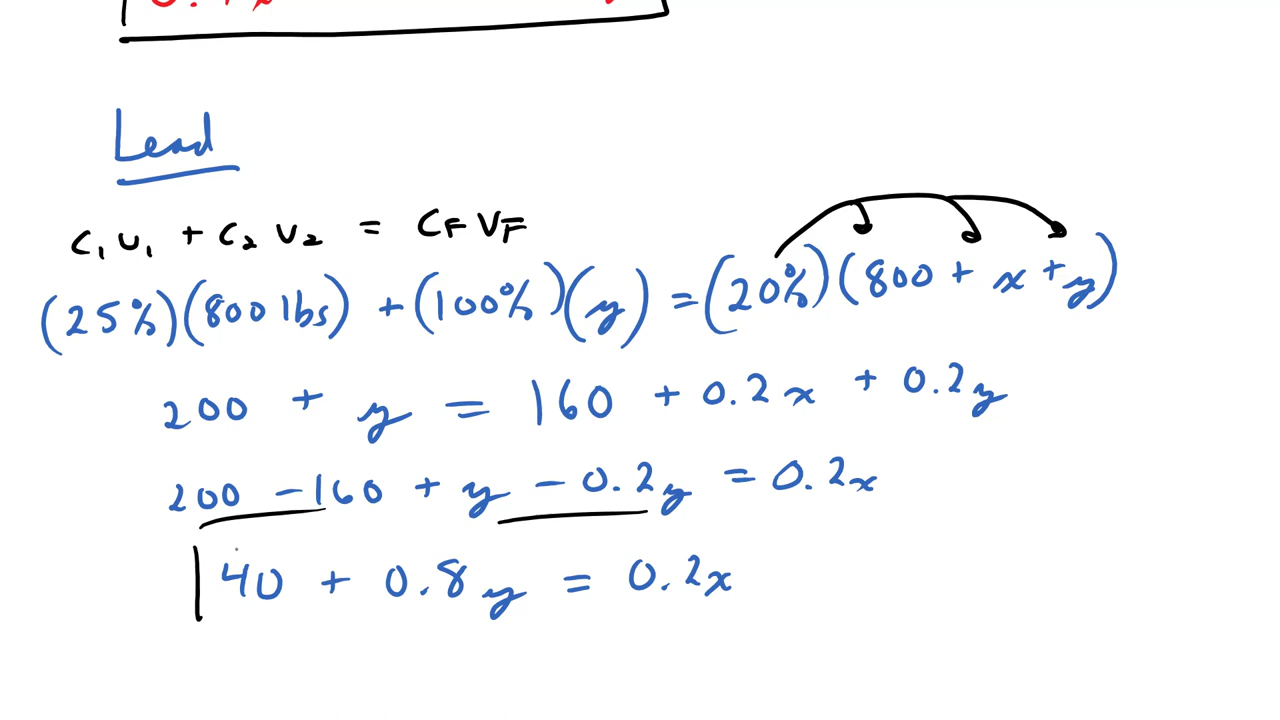 Lead
C₁V₁ + C₂V₂ = CFVF
(25%)(800 lbs) + (100%)(y) = (20%)(800 + x + y)
200 + y = 160 + 0.2x + 0.2y
200 - 160 + y - 0.2y = 0.2x
40 + 0.8y = 0.2x